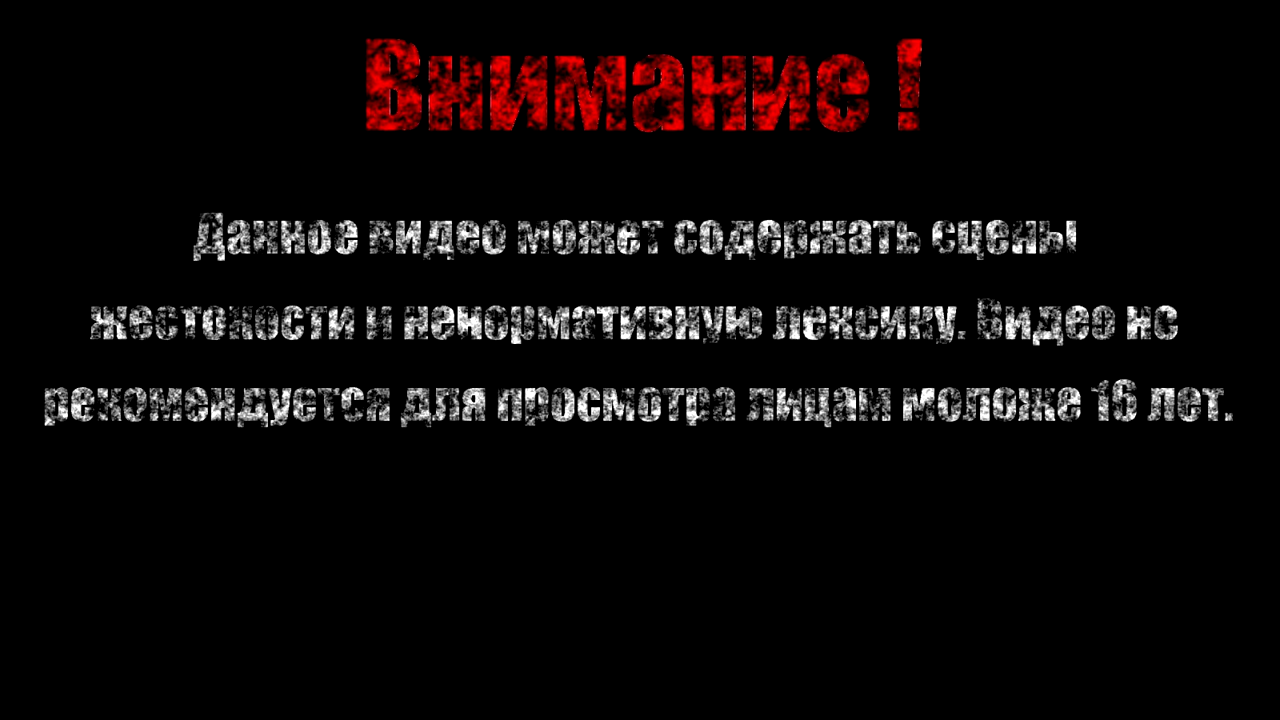 Внимание !
Данное видео может содержать сцены
жестокости и ненормативную лексику. Видео не
рекомендуется для просмотра лицам моложе 16 лет.